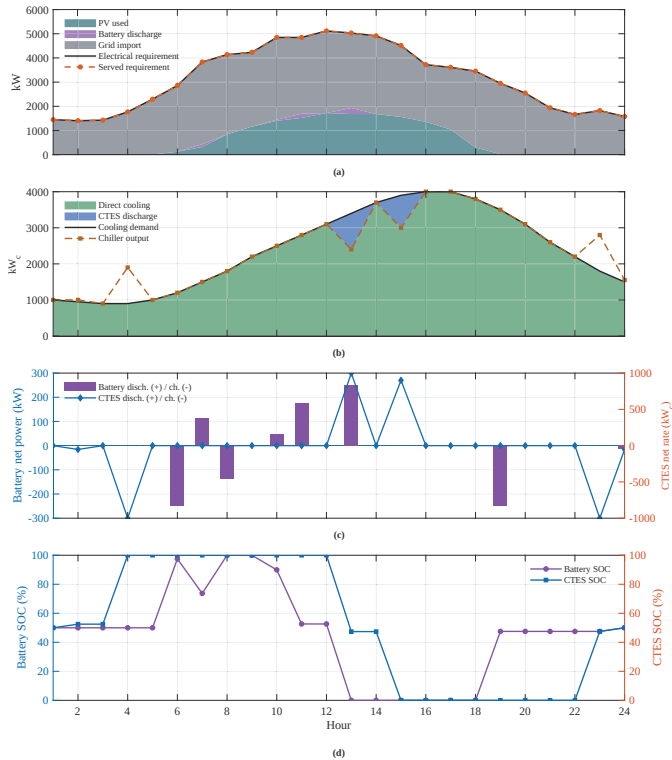 6000
5000
4000
3000
2000
1000
0
kW
PV used
Battery discharge
Grid import
Electrical requirement
Served requirement
(a)
4000
3000
2000
1000
0
kW_c
Direct cooling
CTES discharge
Cooling demand
Chiller output
(b)
300
200
100
0
-100
-200
-300
Battery net power (kW)
Battery disch. (+) / ch. (-)
CTES disch. (+) / ch. (-)
1000
500
0
-500
-1000
CTES net rate (kW_c)
(c)
100
80
60
40
20
0
Battery SOC (%)
Battery SOC
CTES SOC
100
80
60
40
20
0
CTES SOC (%)
2 4 6 8 10 12 14 16 18 20 22 24
Hour
(d)